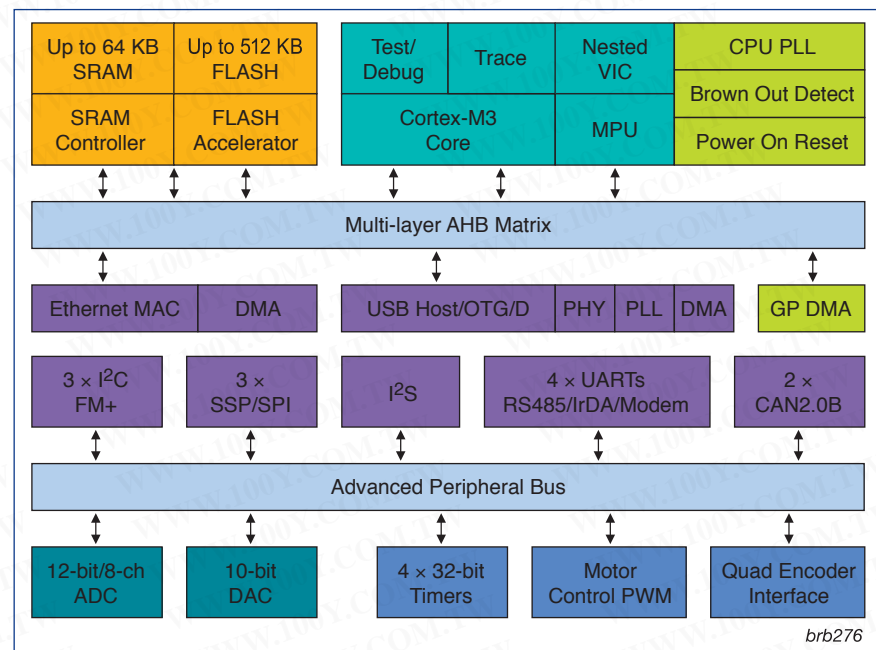 Up to 64 KB
SRAM
Up to 512 KB
FLASH
SRAM
Controller
FLASH
Accelerator
Test/
Debug
Trace
Nested
VIC
Cortex-M3
Core
MPU
CPU PLL
Brown Out Detect
Power On Reset
Multi-layer AHB Matrix
Ethernet MAC
DMA
USB Host/OTG/D
PHY
PLL
DMA
GP DMA
3 × I²C
FM+
3 ×
SSP/SPI
I²S
4 × UARTs
RS485/IrDA/Modem
2 ×
CAN2.0B
Advanced Peripheral Bus
12-bit/8-ch
ADC
10-bit
DAC
4 × 32-bit
Timers
Motor
Control PWM
Quad Encoder
Interface
brb276
WWW.100Y.COM.TW